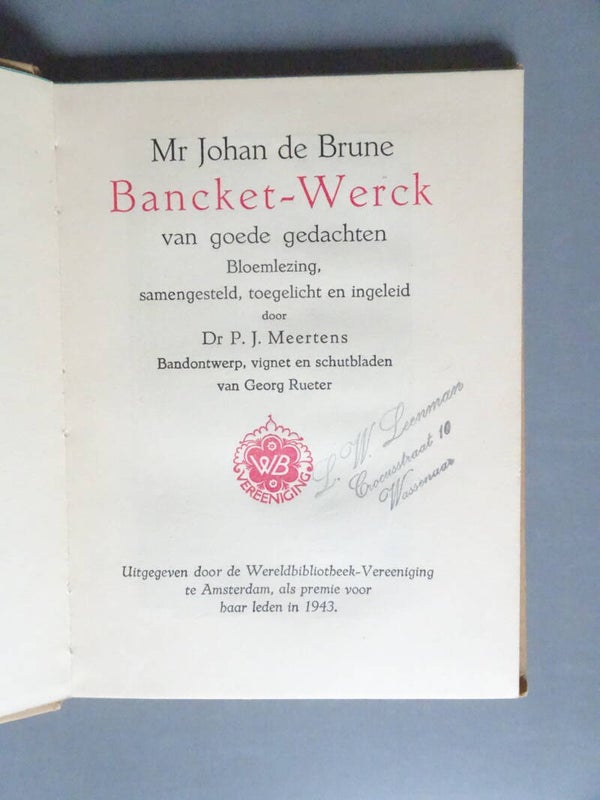 Mr Johan de Brune
Bancket-Werck
van goede gedachten
Bloemlezing,
samengesteld, toegelicht en ingeleid
door
Dr P. J. Meertens
Bandontwerp, vignet en schutbladen
van Georg Rueter
WB
VEREENIGING
L. W. Leenman
Crocusstraat 10
Wassenaar
Uitgegeven door de Wereldbibliotheek-Vereeniging
te Amsterdam, als premie voor
haar leden in 1943.